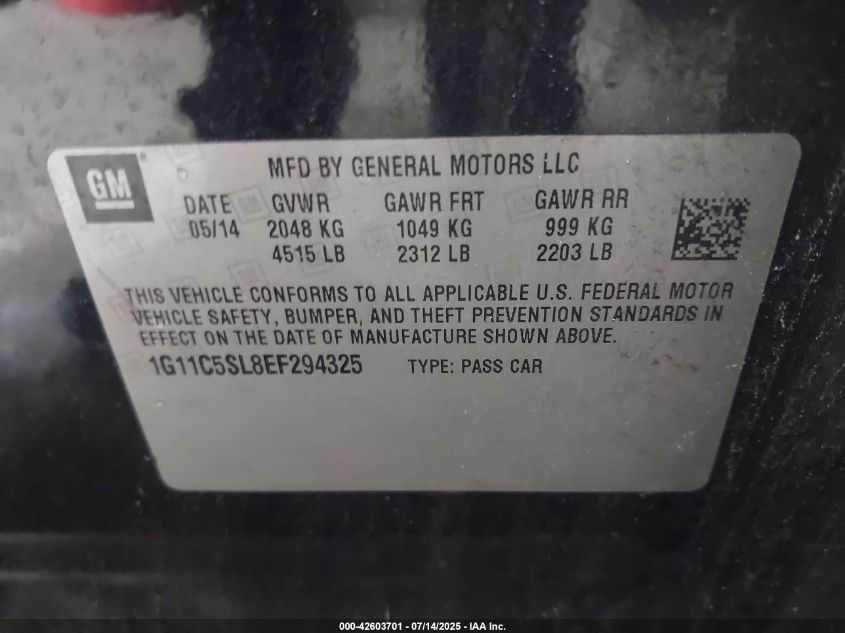 GM
MFD BY GENERAL MOTORS LLC
DATE GVWR GAWR FRT GAWR RR
05/14 2048 KG 1049 KG 999 KG
4515 LB 2312 LB 2203 LB
THIS VEHICLE CONFORMS TO ALL APPLICABLE U.S. FEDERAL MOTOR
VEHICLE SAFETY, BUMPER, AND THEFT PREVENTION STANDARDS IN
EFFECT ON THE DATE OF MANUFACTURE SHOWN ABOVE.
1G11C5SL8EF294325 TYPE: PASS CAR
000-42603701 - 07/14/2025 - IAA Inc.